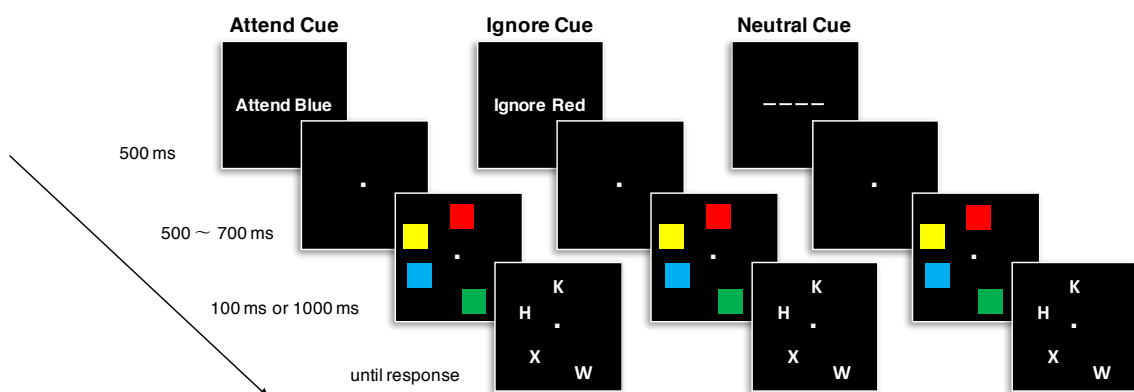 Attend Cue Ignore Cue Neutral Cue
Attend Blue Ignore Red ————
500 ms
500 ～ 700 ms
100 ms or 1000 ms
K K K
H H H
X X X
W W W
until response